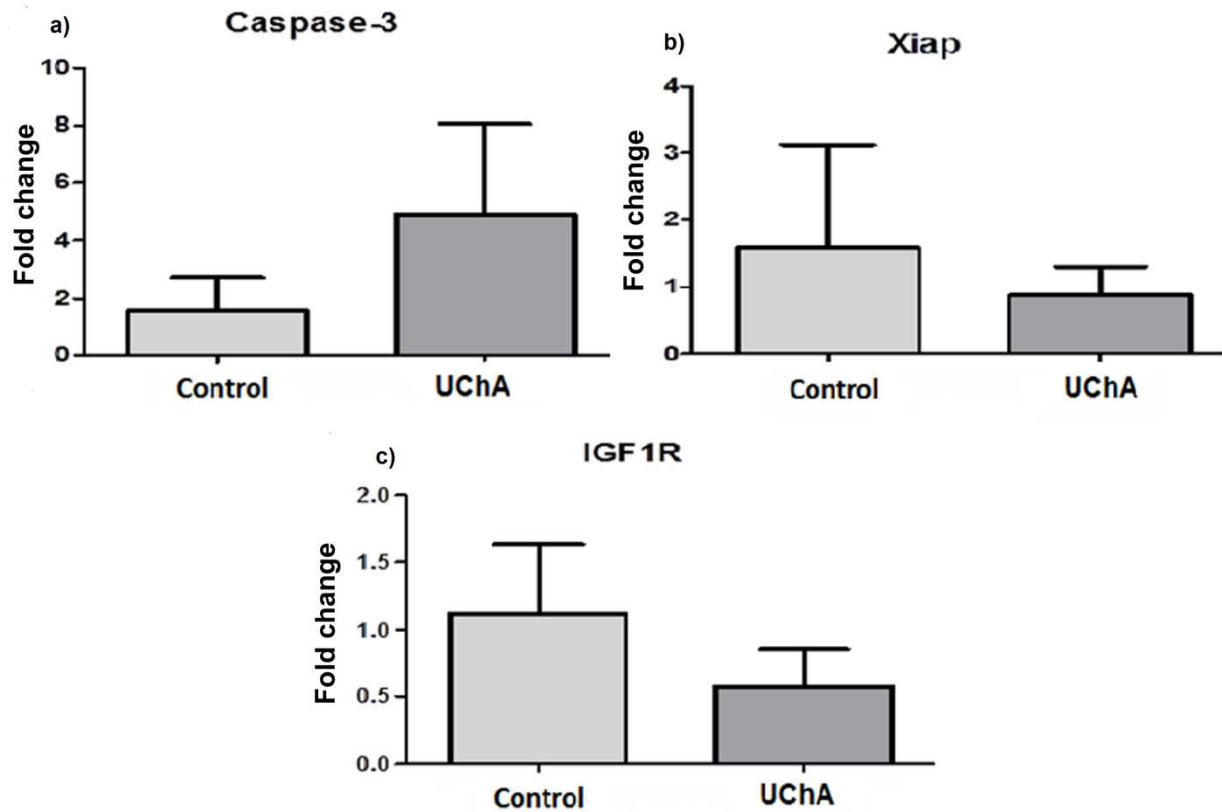 a)
Caspase-3
Fold change
10
8
6
4
2
0
Control
UChA
b)
Xiap
Fold change
4
3
2
1
0
Control
UChA
c)
IGF1R
Fold change
2.0
1.5
1.0
0.5
0.0
Control
UChA